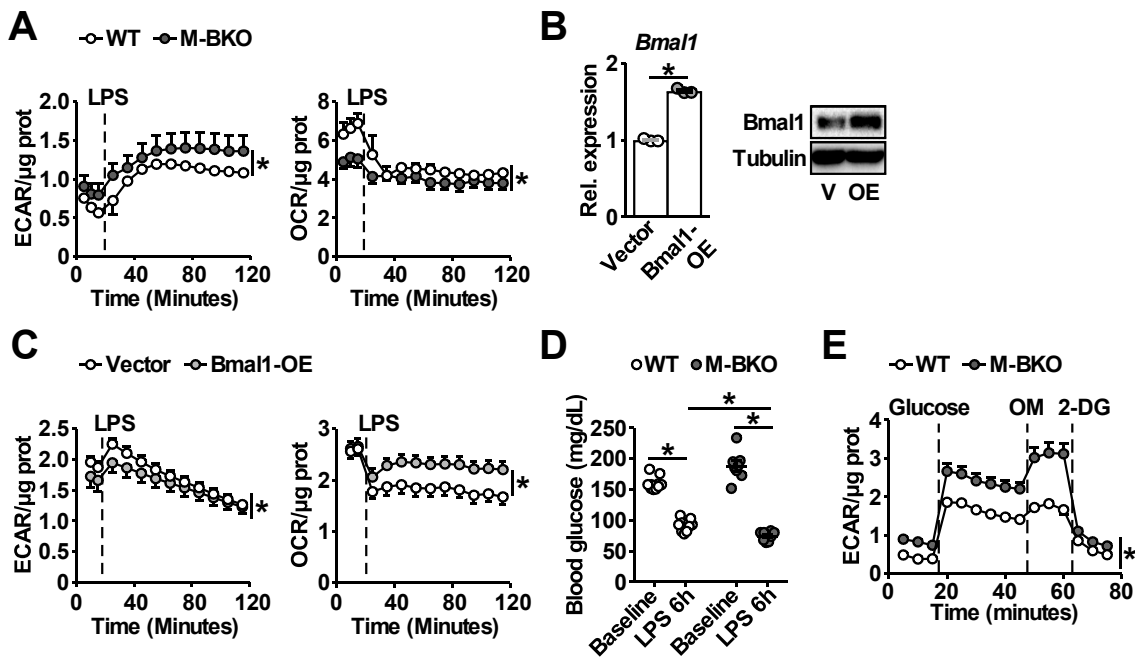 A
WT M-BKO
LPS
ECAR/µg prot
2.0
1.5
1.0
0.5
0
0 40 80 120
Time (Minutes)
*
LPS
OCR/µg prot
8
6
4
2
0
0 40 80 120
Time (Minutes)
*
B
Bmal1
*
Rel. expression
2
1
0
Vector
Bmal1-
OE
Bmal1
Tubulin
V OE
C
Vector Bmal1-OE
LPS
ECAR/µg prot
2.5
2.0
1.5
1.0
0.5
0
0 20 40 60 80 100 120
Time (Minutes)
*
LPS
OCR/µg prot
3
2
1
0
0 20 40 60 80 100 120
Time (Minutes)
*
D
WT M-BKO
*
* *
Blood glucose (mg/dL)
250
200
150
100
50
0
Baseline
LPS 6h
Baseline
LPS 6h
E
WT M-BKO
Glucose OM 2-DG
ECAR/µg prot
4
3
2
1
0
0 20 40 60 80
Time (minutes)
*